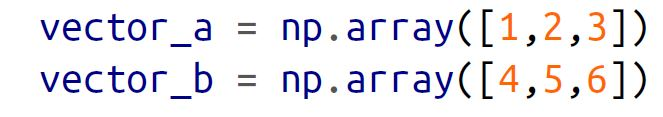 vector_a = np.array([1,2,3])
vector_b = np.array([4,5,6])